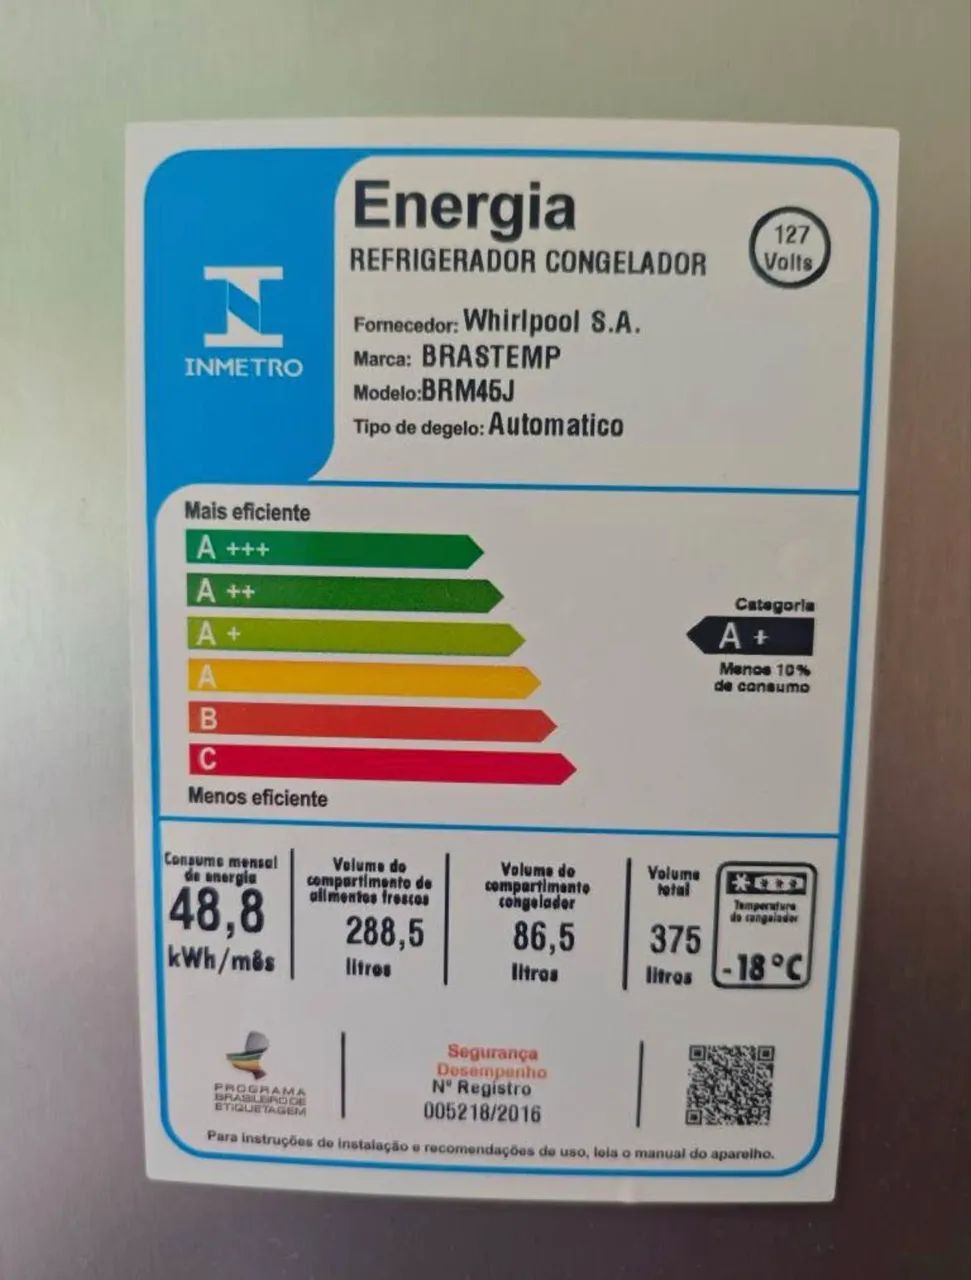 Energia
REFRIGERADOR CONGELADOR
127
Volts
INMETRO
Fornecedor: Whirlpool S.A.
Marca: BRASTEMP
Modelo:BRM45J
Tipo de degelo: Automatico
Mais eficiente
A +++
A ++
A +
A
B
C
Menos eficiente
Categoria
A +
Menos 10%
de consumo
Consumo mensal
de energia
48,8
kWh/mês
Volume do
compartimento de
alimentos frescos
288,5
litros
Volume do
compartimento
congelador
86,5
litros
Volume
total
375
litros
Temperatura
do congelador
-18°C
PROGRAMA
BRASILEIRO DE
ETIQUETAGEM
Segurança
Desempenho
Nº Registro
005218/2016
Para instruções de instalação e recomendações de uso, leia o manual do aparelho.